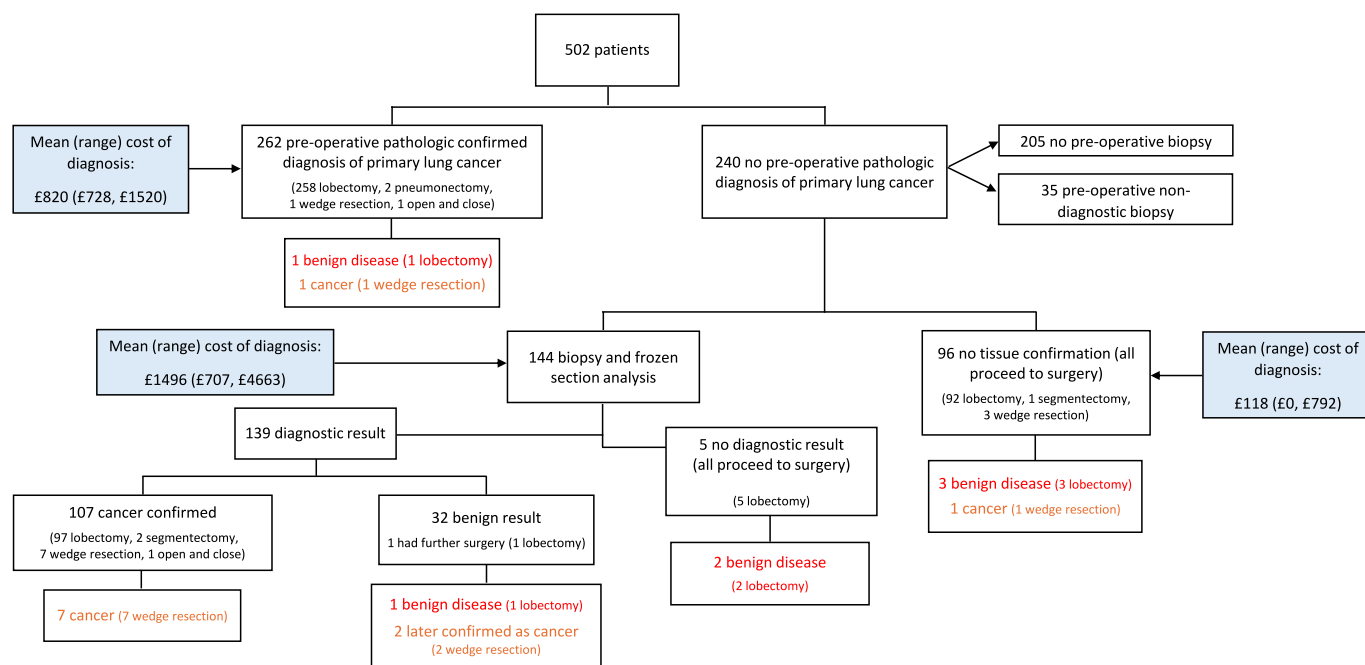 502 patients
Mean (range) cost of
diagnosis:
£820 (£728, £1520)
262 pre-operative pathologic confirmed
diagnosis of primary lung cancer
(258 lobectomy, 2 pneumonectomy,
1 wedge resection, 1 open and close)
240 no pre-operative pathologic
diagnosis of primary lung cancer
205 no pre-operative biopsy
35 pre-operative non-
diagnostic biopsy
1 benign disease (1 lobectomy)
1 cancer (1 wedge resection)
Mean (range) cost of diagnosis:
£1496 (£707, £4663)
144 biopsy and frozen
section analysis
96 no tissue confirmation (all
proceed to surgery)
(92 lobectomy, 1 segmentectomy,
3 wedge resection)
Mean (range) cost of
diagnosis:
£118 (£0, £792)
139 diagnostic result
5 no diagnostic result
(all proceed to surgery)
(5 lobectomy)
3 benign disease (3 lobectomy)
1 cancer (1 wedge resection)
107 cancer confirmed
(97 lobectomy, 2 segmentectomy,
7 wedge resection, 1 open and close)
32 benign result
1 had further surgery (1 lobectomy)
2 benign disease
(2 lobectomy)
7 cancer (7 wedge resection)
1 benign disease (1 lobectomy)
2 later confirmed as cancer
(2 wedge resection)